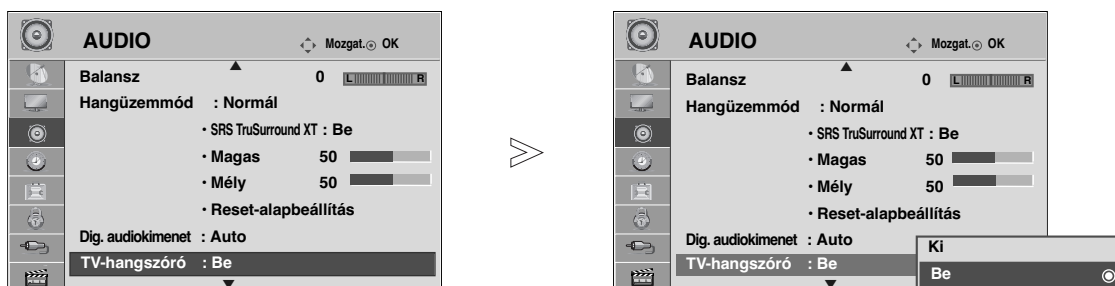 AUDIO Mozgat. OK
Balansz 0 L R
Hangüzemmód : Normál
• SRS TruSurround XT : Be
• Magas 50
• Mély 50
• Reset-alapbeállítás
Dig. audiokimenet : Auto
TV-hangszóró : Be
>
AUDIO Mozgat. OK
Balansz 0 L R
Hangüzemmód : Normál
• SRS TruSurround XT : Be
• Magas 50
• Mély 50
• Reset-alapbeállítás
Dig. audiokimenet : Auto
TV-hangszóró : Be
Ki
Be